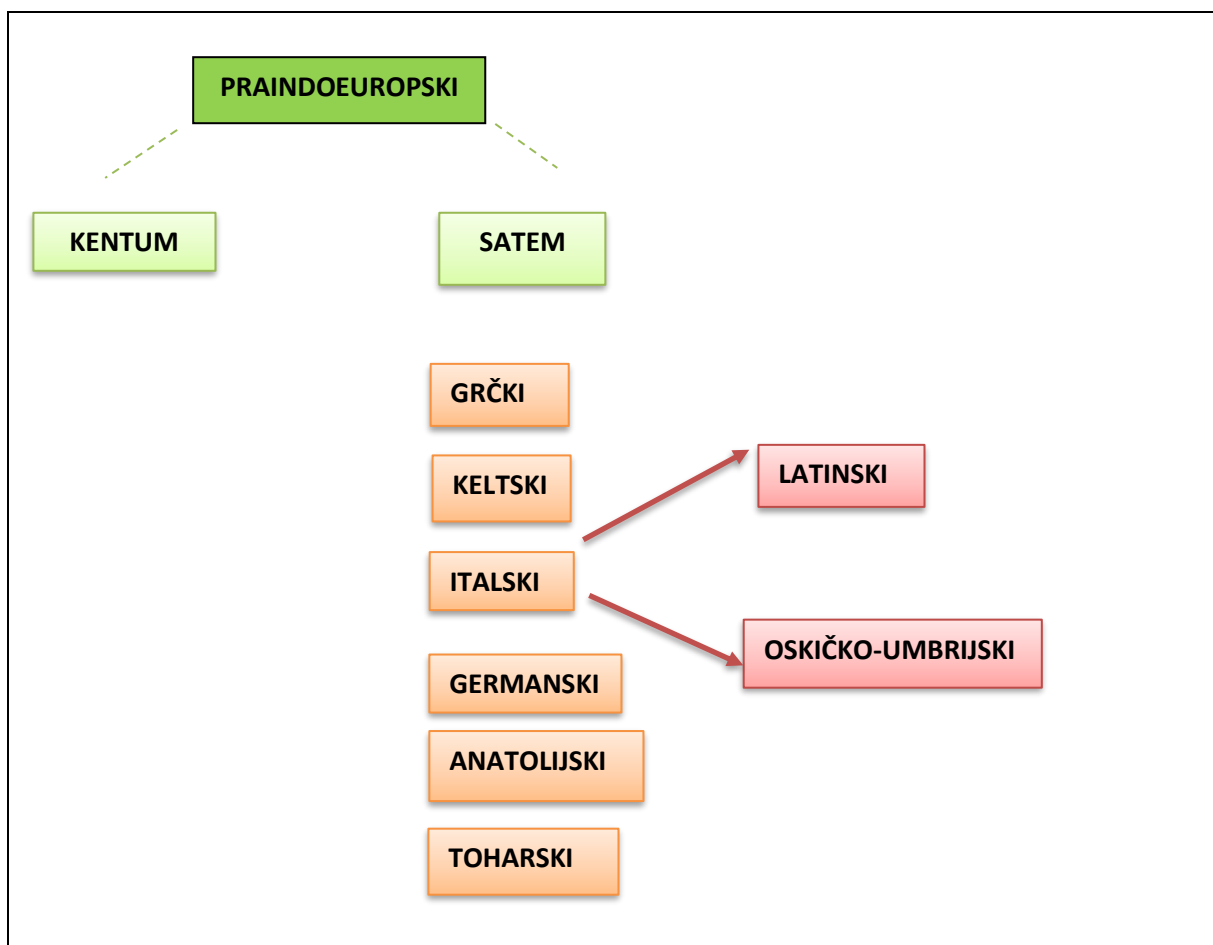 PRAINDOEUROPSKI
KENTUM
SATEM
GRČKI
KELTSKI
LATINSKI
ITALSKI
OSKIČKO-UMBRIJSKI
GERMANSKI
ANATOLIJSKI
TOHARSKI